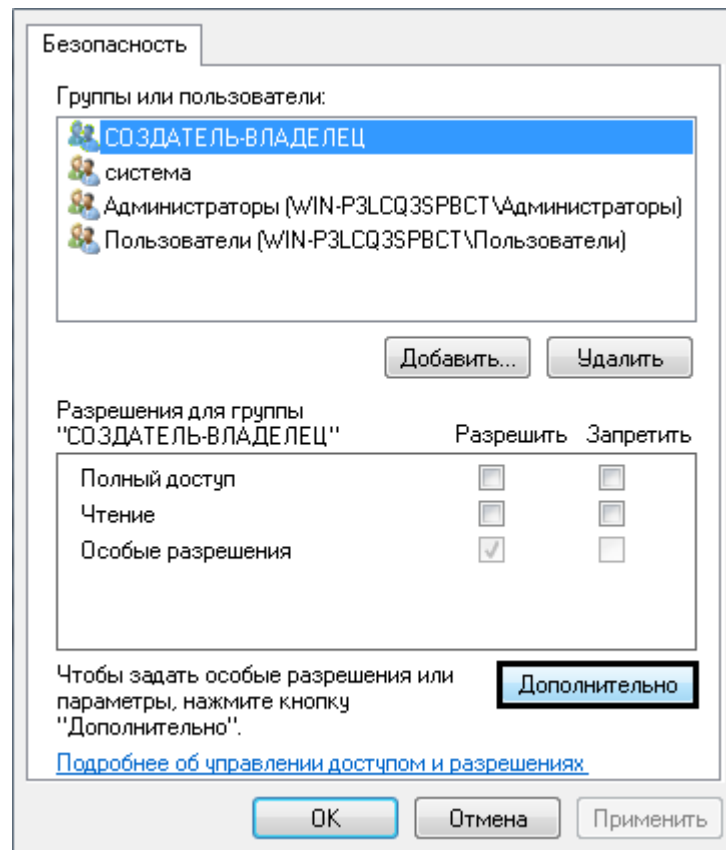 Безопасность
Группы или пользователи:
СОЗДАТЕЛЬ-ВЛАДЕЛЕЦ
система
Администраторы (WIN-P3LCQ3SPBCT\Администраторы)
Пользователи (WIN-P3LCQ3SPBCT\Пользователи)
Добавить... Удалить
Разрешения для группы
"СОЗДАТЕЛЬ-ВЛАДЕЛЕЦ" Разрешить Запретить
Полный доступ
Чтение
Особые разрешения
Чтобы задать особые разрешения или
параметры, нажмите кнопку
"Дополнительно".
Дополнительно
Подробнее об управлении доступом и разрешениях
OK Отмена Применить